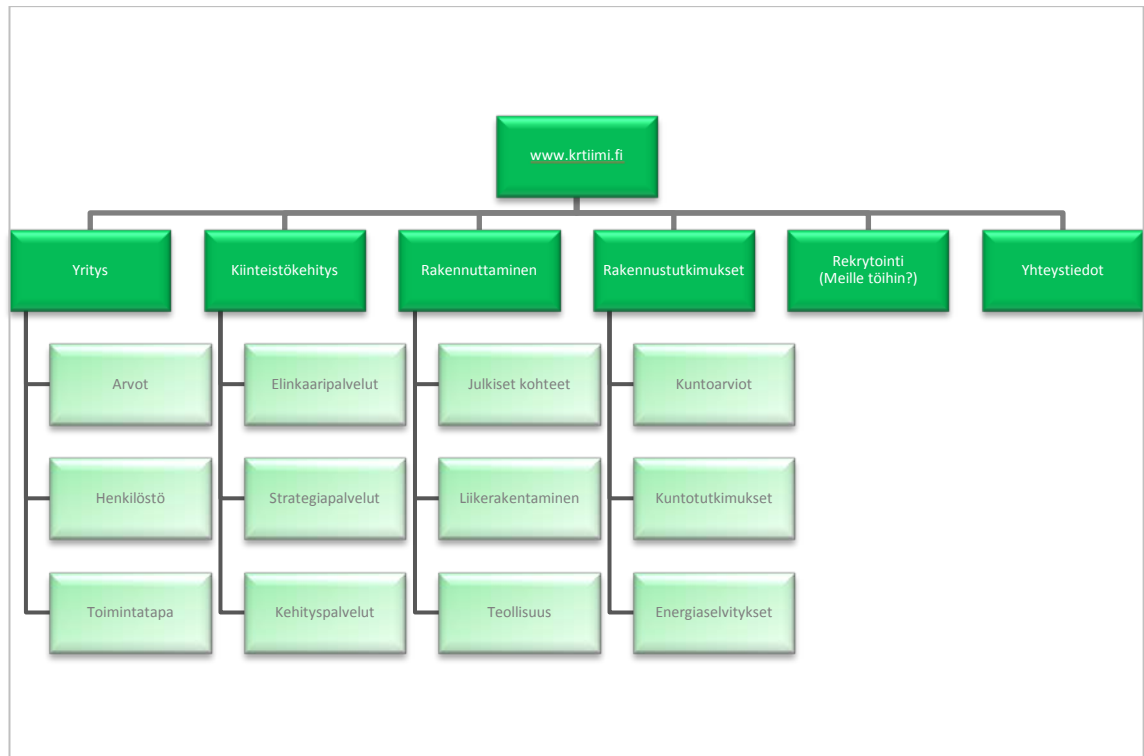 www.krtiimi.fi
Yritys
Kiinteistökehitys
Rakennuttaminen
Rakennustutkimukset
Rekrytointi
(Meille töihin?)
Yhteystiedot
Arvot
Elinkaaripalvelut
Julkiset kohteet
Kuntoarviot
Henkilöstö
Strategiapalvelut
Liikerakentaminen
Kuntotutkimukset
Toimintatapa
Kehityspalvelut
Teollisuus
Energiaselvitykset